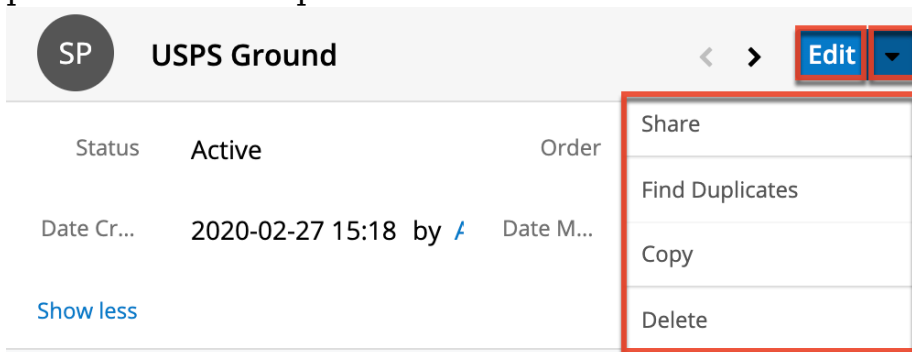 SP USPS Ground Edit
Share
Status Active Order
Find Duplicates
Date Cr... 2020-02-27 15:18 by Date M...
Copy
Show less
Delete